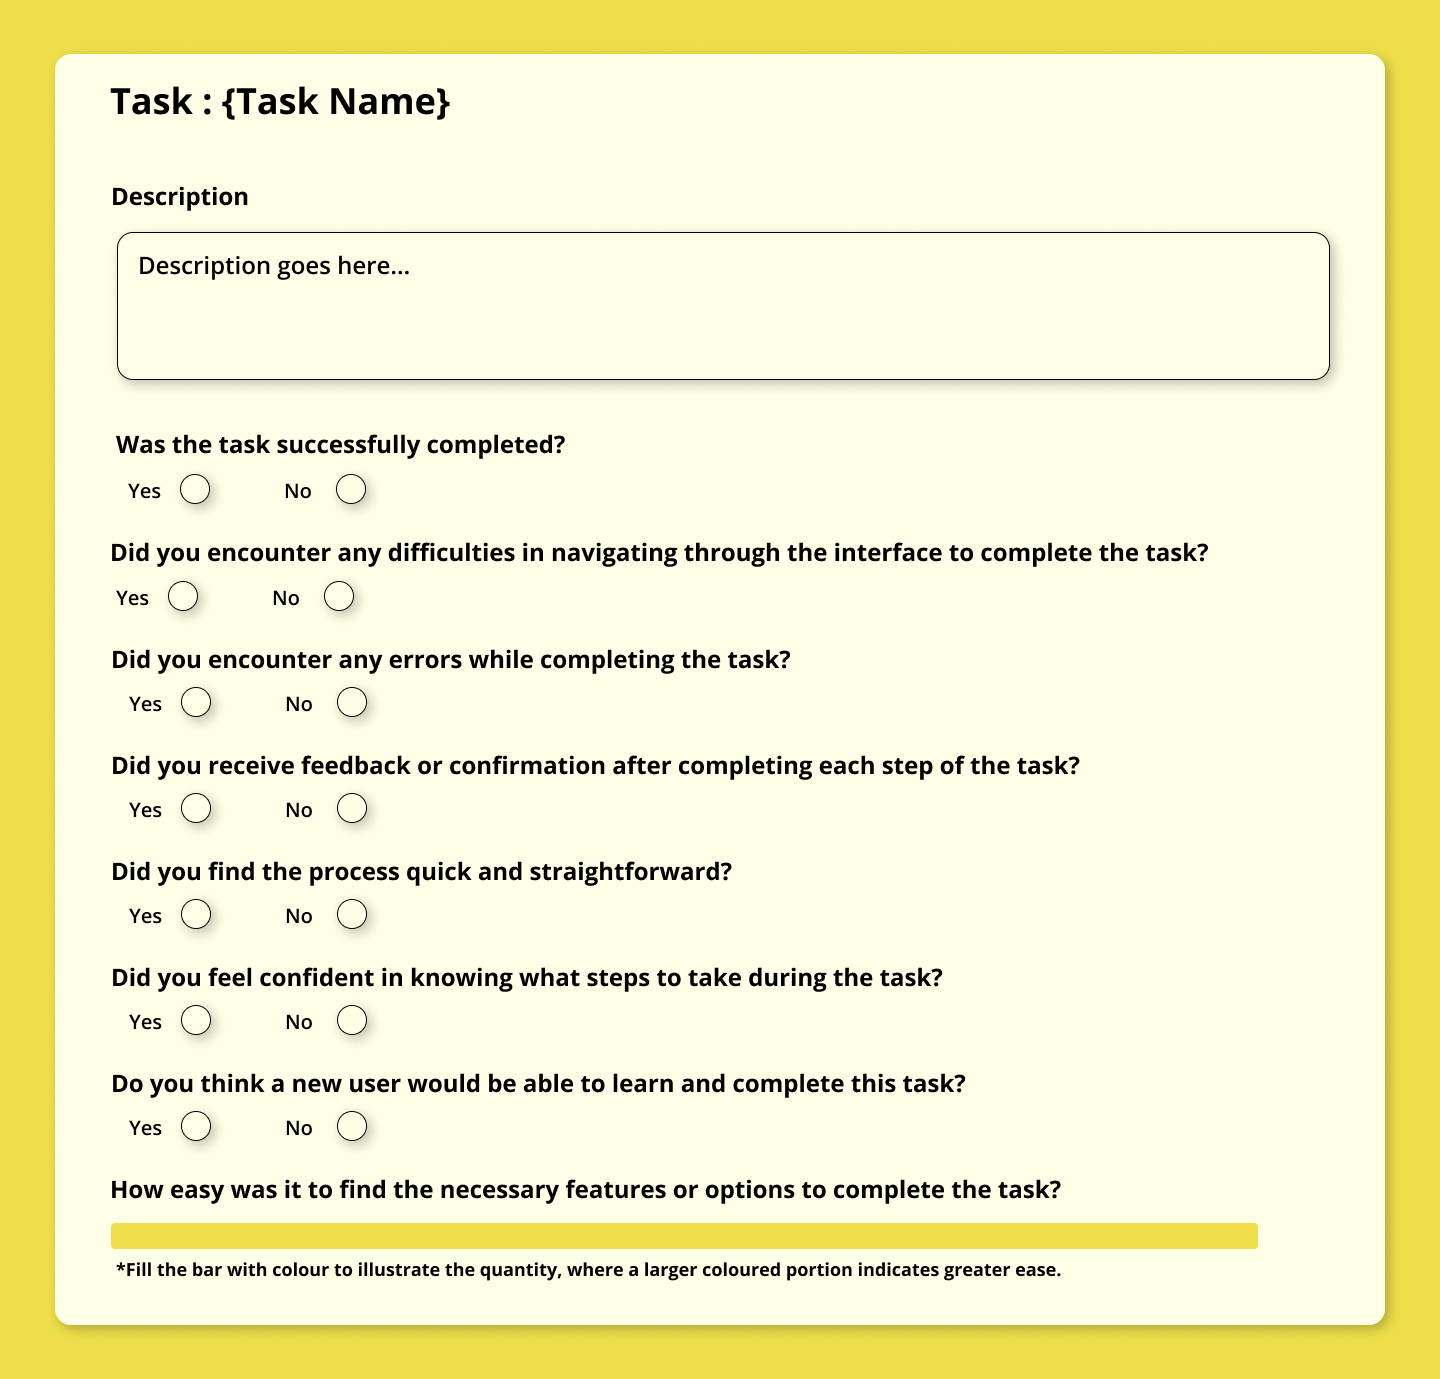 Task : {Task Name}
Description
Description goes here...
Was the task successfully completed?
Yes No
Did you encounter any difficulties in navigating through the interface to complete the task?
Yes No
Did you encounter any errors while completing the task?
Yes No
Did you receive feedback or confirmation after completing each step of the task?
Yes No
Did you find the process quick and straightforward?
Yes No
Did you feel confident in knowing what steps to take during the task?
Yes No
Do you think a new user would be able to learn and complete this task?
Yes No
How easy was it to find the necessary features or options to complete the task?
*Fill the bar with colour to illustrate the quantity, where a larger coloured portion indicates greater ease.